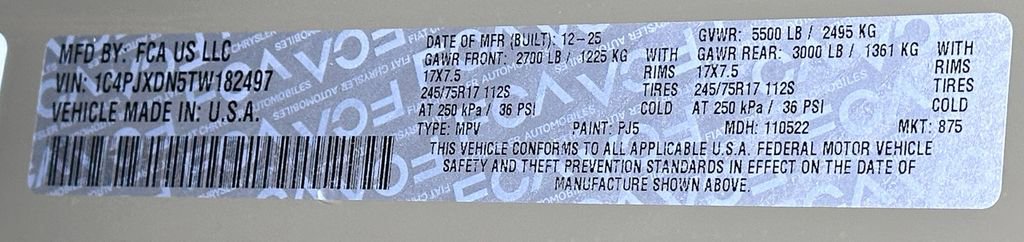 MFD BY: FCA US LLC
VIN: 1C4PJXDN5TW182497
VEHICLE MADE IN: U.S.A.
DATE OF MFR (BUILT): 12-25 GVWR: 5500 LB / 2495 KG
GAWR FRONT: 2700 LB / 1225 KG WITH GAWR REAR: 3000 LB / 1361 KG WITH
17X7.5 RIMS 17X7.5 RIMS
245/75R17 112S TIRES 245/75R17 112S TIRES
AT 250 kPa / 36 PSI COLD AT 250 kPa / 36 PSI COLD
TYPE: MPV PAINT: PJ5 MDH: 110522 MKT: 875
THIS VEHICLE CONFORMS TO ALL APPLICABLE U.S.A. FEDERAL MOTOR VEHICLE
SAFETY AND THEFT PREVENTION STANDARDS IN EFFECT ON THE DATE OF
MANUFACTURE SHOWN ABOVE.